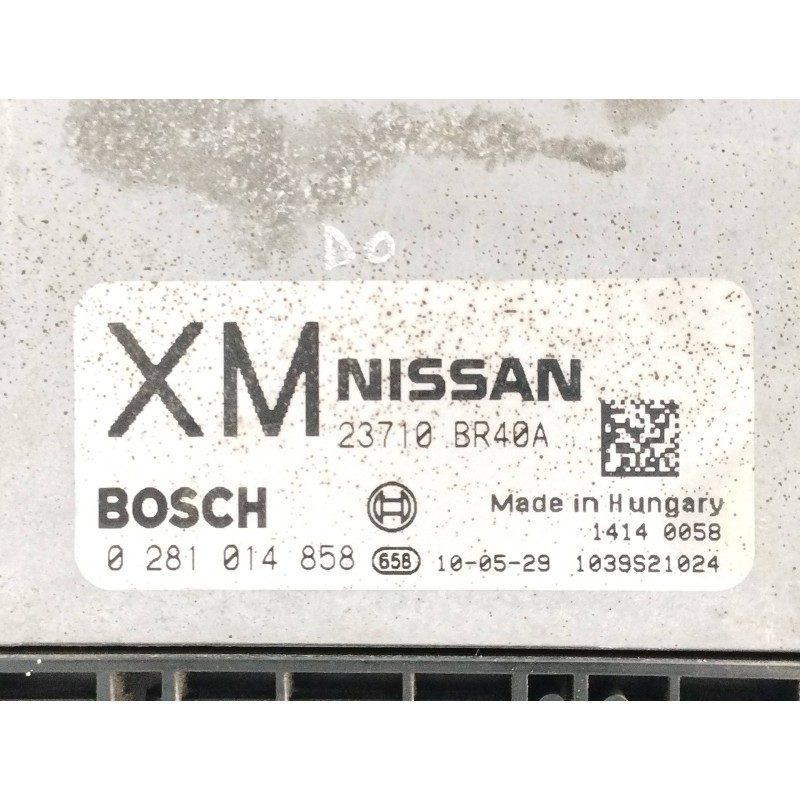 DO
XM NISSAN
23710 BR40A
BOSCH Made in Hungary
1414 0058
0 281 014 858 65B 10-05-29 1039S21024